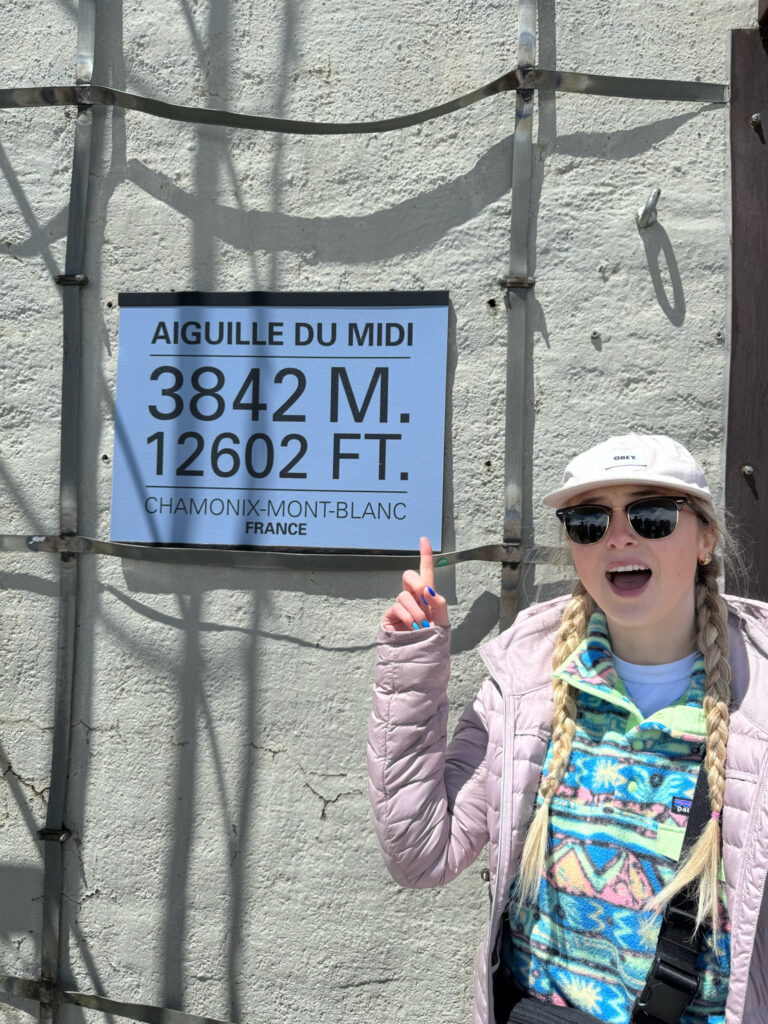 AIGUILLE DU MIDI
3842 M.
12602 FT.
CHAMONIX-MONT-BLANC
FRANCE
OBEY.